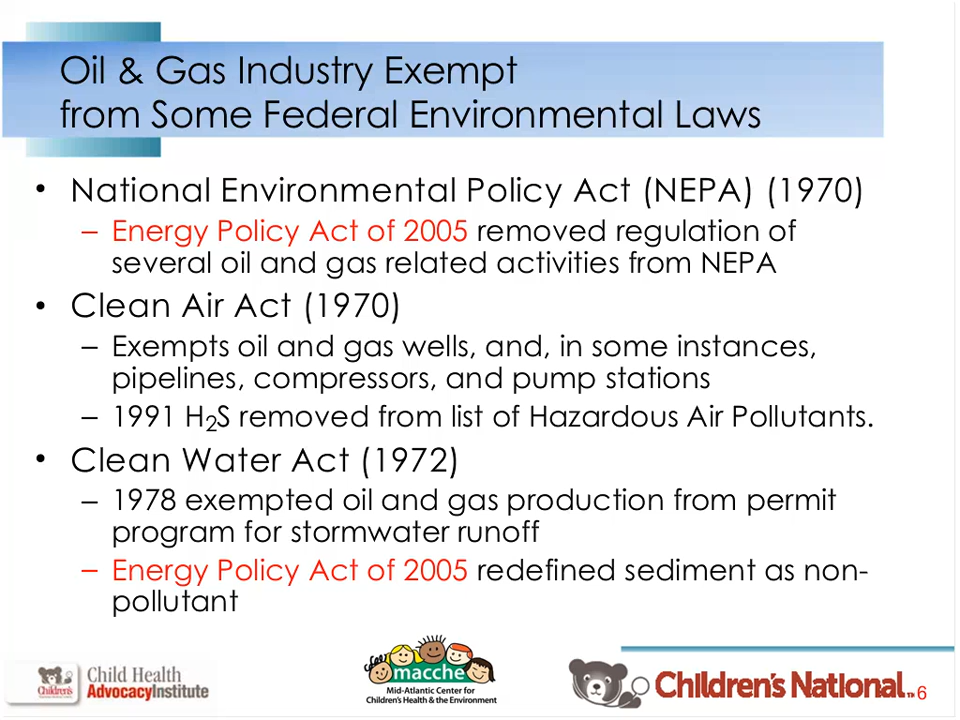 Oil & Gas Industry Exempt
from Some Federal Environmental Laws
• National Environmental Policy Act (NEPA) (1970)
– Energy Policy Act of 2005 removed regulation of
several oil and gas related activities from NEPA
• Clean Air Act (1970)
– Exempts oil and gas wells, and, in some instances,
pipelines, compressors, and pump stations
– 1991 H₂S removed from list of Hazardous Air Pollutants.
• Clean Water Act (1972)
– 1978 exempted oil and gas production from permit
program for stormwater runoff
– Energy Policy Act of 2005 redefined sediment as non-
pollutant
Children's
Child Health
AdvocacyInstitute
macche
Mid-Atlantic Center for
Children's Health & the Environment
Children's National™
6